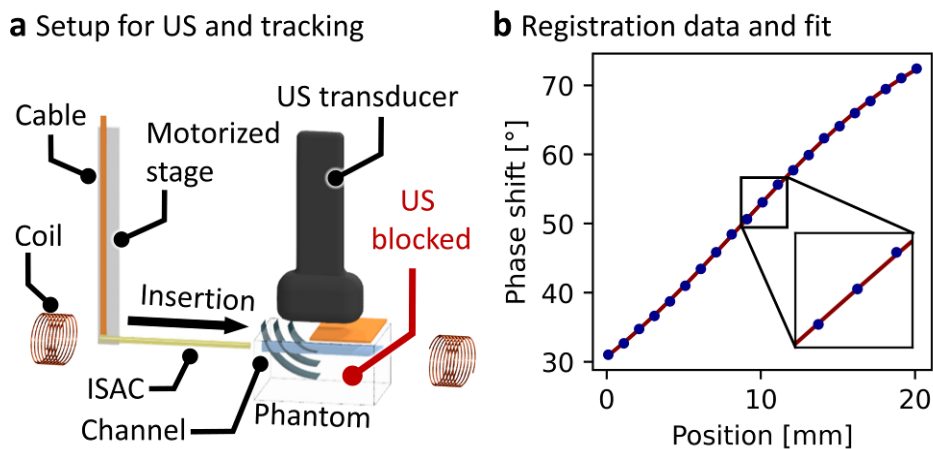 a Setup for US and tracking
US transducer
Cable
Motorized
stage
US
blocked
Coil
Insertion
ISAC
Channel
Phantom
b Registration data and fit
Phase shift [°]
70
60
50
40
30
0
10
20
Position [mm]